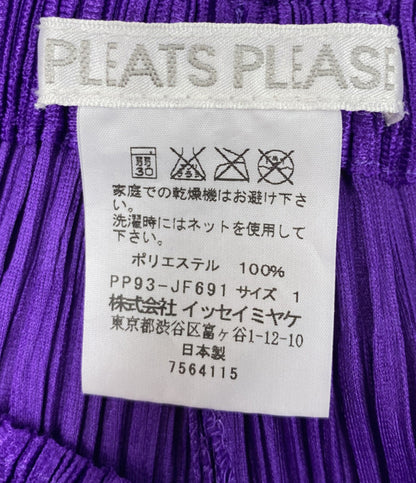 PLEATS PLEASE
30
家庭での乾燥機はお避け下さ
い。
洗濯時にはネットを使用して
下さい。
ポリエステル 100%
PP93-JF691 サイズ 1
株式会社 イッセイミヤケ
東京都渋谷区富ヶ谷1-12-10
日本製
7564115